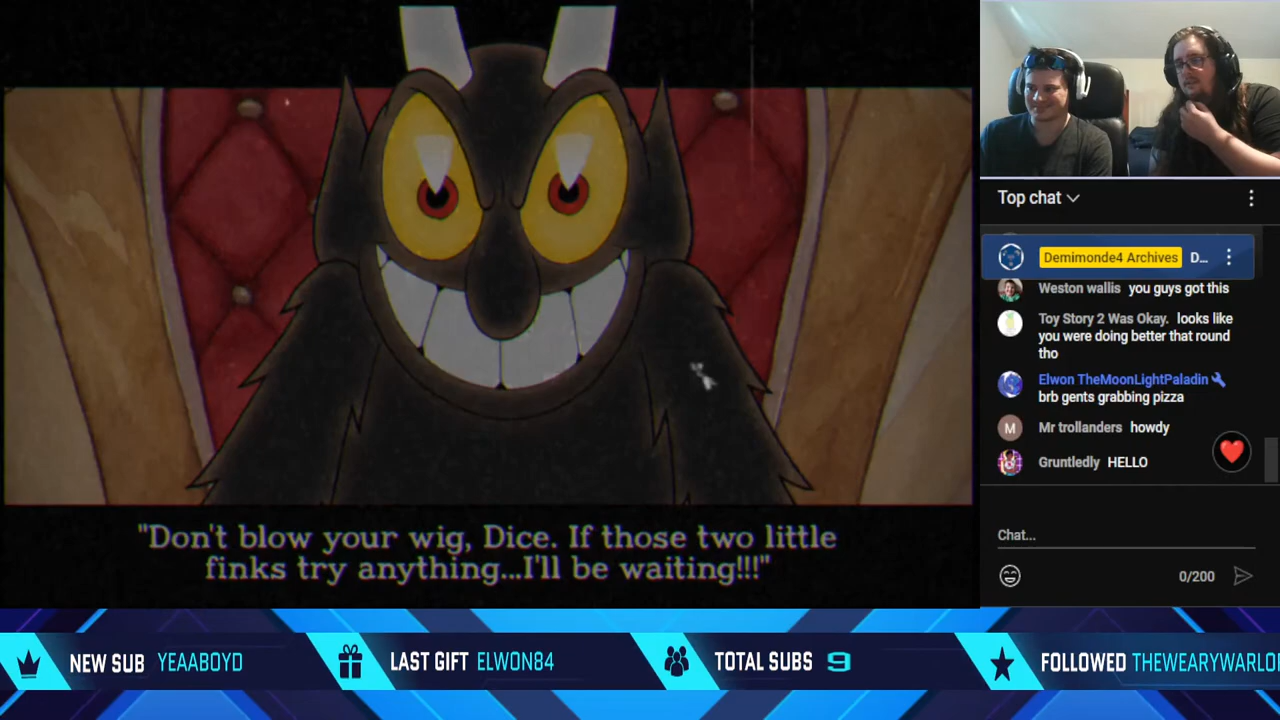 "Don't blow your wig, Dice. If those two little
finks try anything...I'll be waiting!!!"
Top chat
Demimonde4 Archives D...
Weston wallis you guys got this
Toy Story 2 Was Okay. looks like
you were doing better that round
tho
Elwon TheMoonLightPaladin
brb gents grabbing pizza
Mr trollanders howdy
M
Gruntledly HELLO
Chat...
0/200
NEW SUB YEAABOYD
LAST GIFT ELWON84
TOTAL SUBS 9
FOLLOWED THEWEARYWARLO